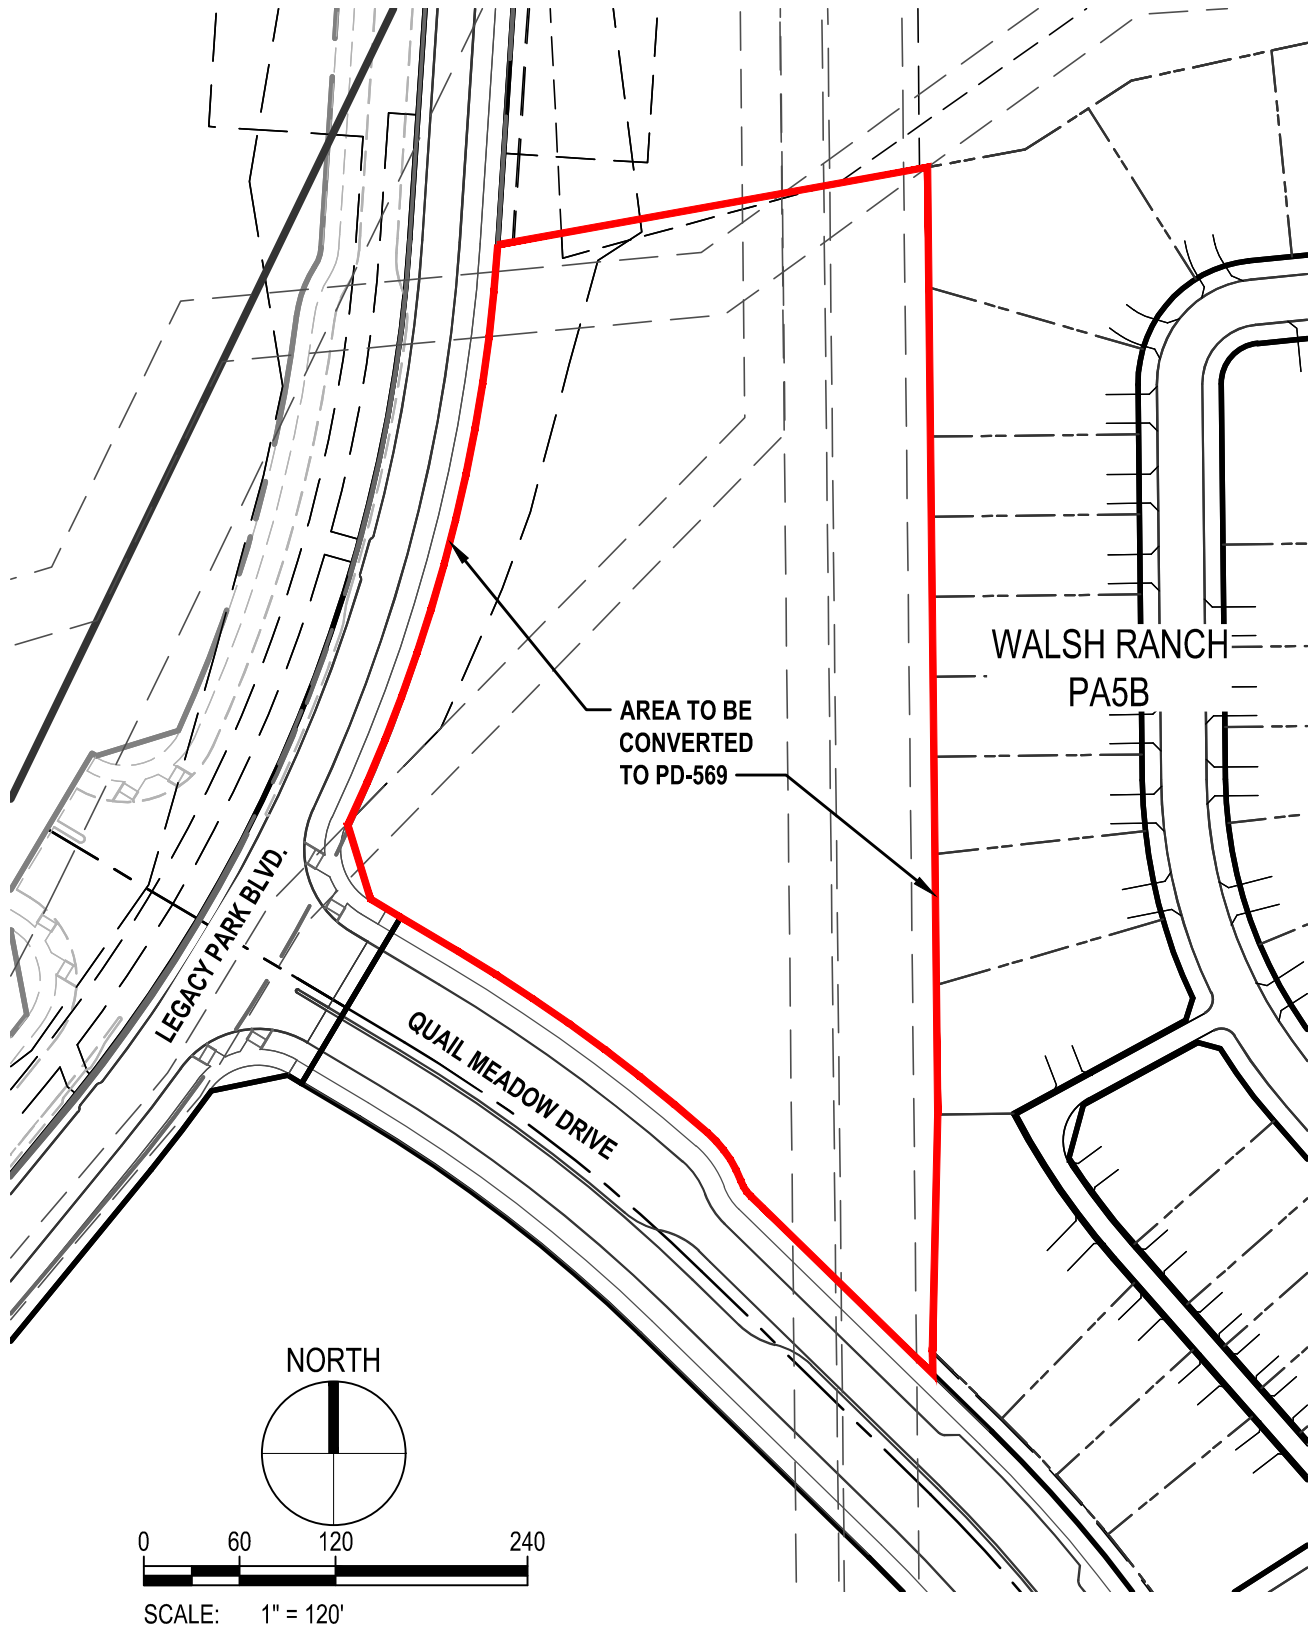 WALSH RANCH
PA5B
AREA TO BE
CONVERTED
TO PD-569
LEGACY PARK BLVD.
QUAIL MEADOW DRIVE
NORTH
0 60 120 240
SCALE: 1" = 120'